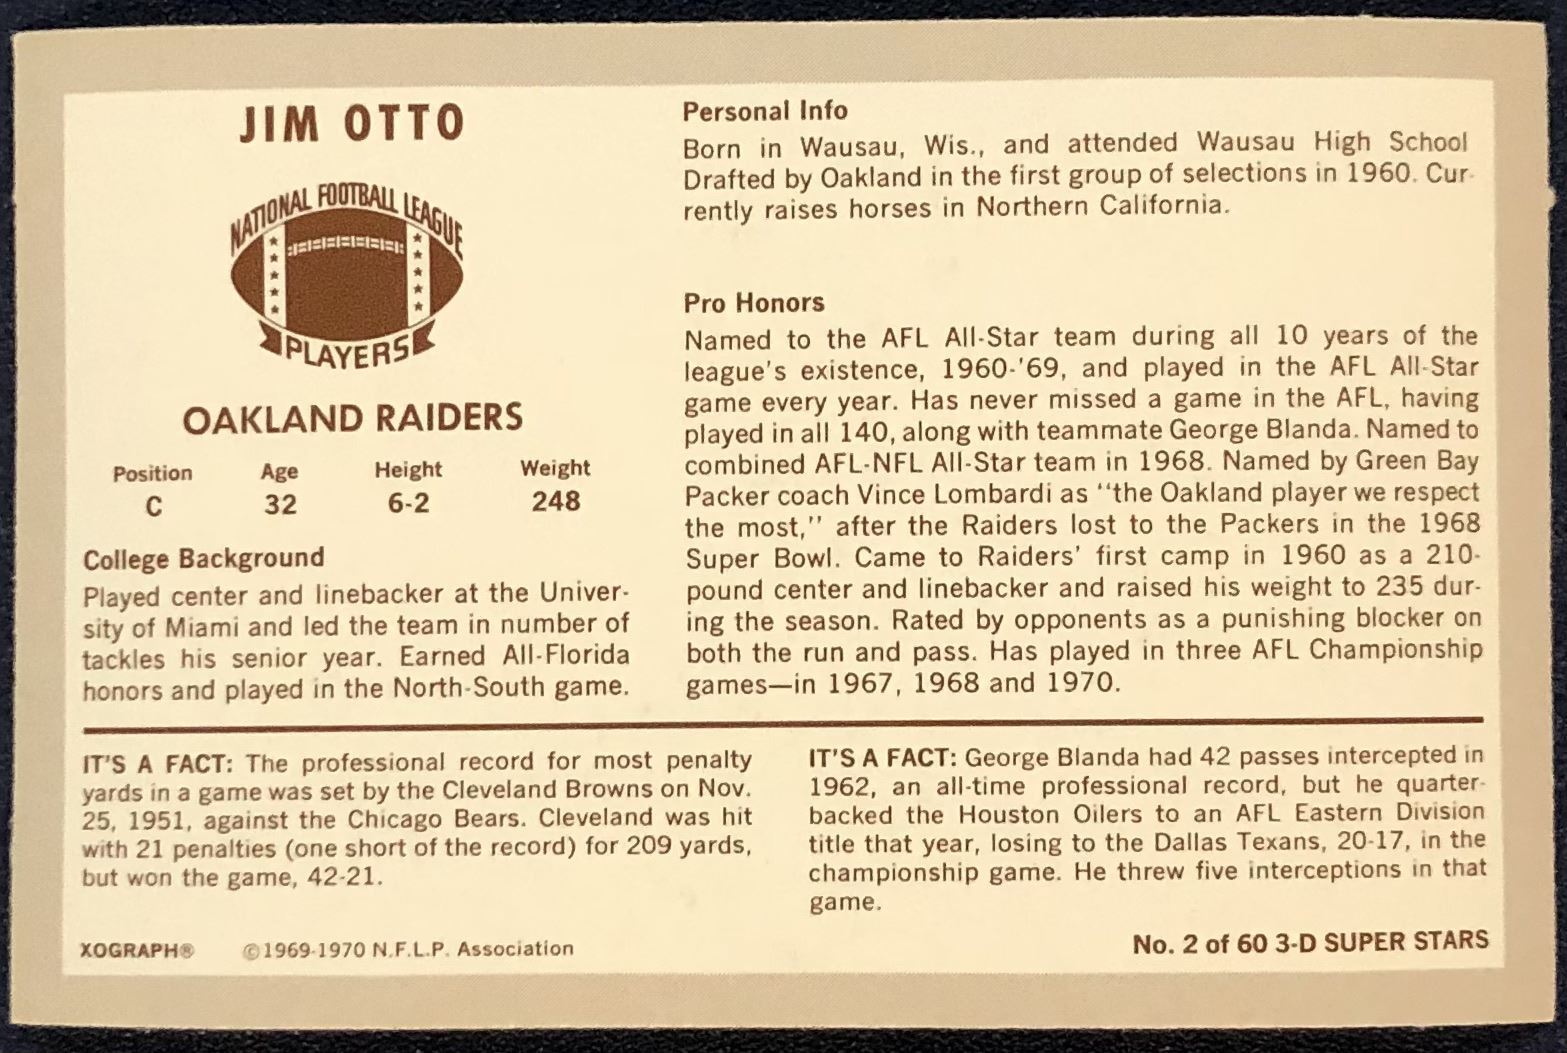 JIM OTTO
NATIONAL FOOTBALL LEAGUE
PLAYERS
OAKLAND RAIDERS
Position Age Height Weight
C 32 6-2 248
College Background
Played center and linebacker at the Univer-
sity of Miami and led the team in number of
tackles his senior year. Earned All-Florida
honors and played in the North-South game.
Personal Info
Born in Wausau, Wis., and attended Wausau High School
Drafted by Oakland in the first group of selections in 1960. Cur-
rently raises horses in Northern California.
Pro Honors
Named to the AFL All-Star team during all 10 years of the
league's existence, 1960-'69, and played in the AFL All-Star
game every year. Has never missed a game in the AFL, having
played in all 140, along with teammate George Blanda. Named to
combined AFL-NFL All-Star team in 1968. Named by Green Bay
Packer coach Vince Lombardi as "the Oakland player we respect
the most," after the Raiders lost to the Packers in the 1968
Super Bowl. Came to Raiders' first camp in 1960 as a 210-
pound center and linebacker and raised his weight to 235 dur-
ing the season. Rated by opponents as a punishing blocker on
both the run and pass. Has played in three AFL Championship
games—in 1967, 1968 and 1970.
IT'S A FACT: The professional record for most penalty
yards in a game was set by the Cleveland Browns on Nov.
25, 1951, against the Chicago Bears. Cleveland was hit
with 21 penalties (one short of the record) for 209 yards,
but won the game, 42-21.
IT'S A FACT: George Blanda had 42 passes intercepted in
1962, an all-time professional record, but he quarter-
backed the Houston Oilers to an AFL Eastern Division
title that year, losing to the Dallas Texans, 20-17, in the
championship game. He threw five interceptions in that
game.
XOGRAPH® ©1969-1970 N.F.L.P. Association
No. 2 of 60 3-D SUPER STARS